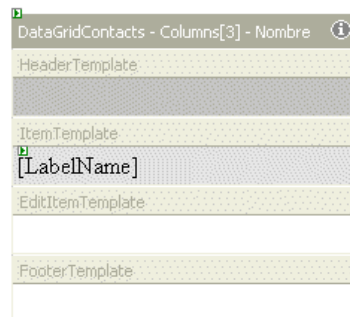 DataGridContacts - Columns[3] - Nombre
HeaderTemplate
ItemTemplate
[LabelName]
EditItemTemplate
FooterTemplate